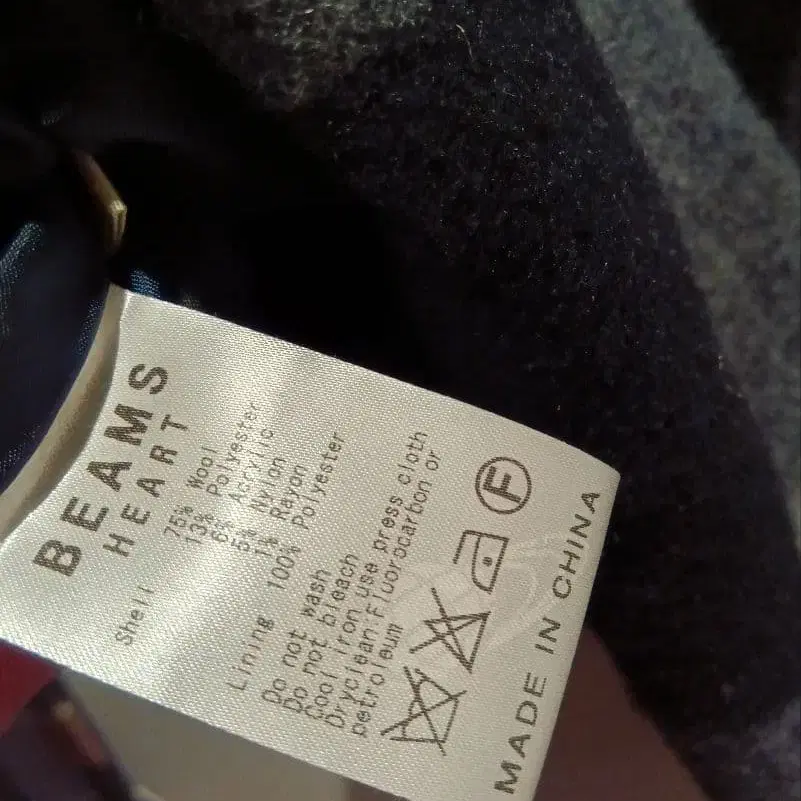 BEAMS
HEART
Shell 75% Wool
13% Polyester
6% Acrylic
5% Nylon
1% Rayon
Lining 100% Polyester
Do not wash
Do not bleach
Cool iron use press cloth
Dryclean:Fluorocarbon or
petroleum
F
MADE IN CHINA